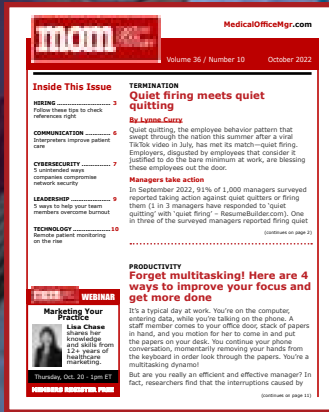 MedicalOfficeMgr.com
mom
Volume 36 / Number 10 October 2022
Inside This Issue
HIRING 3
Follow these tips to check
references right
COMMUNICATION 6
Interpreters improve patient
care
CYBERSECURITY 7
5 unintended ways
companies compromise
network security
LEADERSHIP 9
5 ways to help your team
members overcome burnout
TECHNOLOGY 10
Remote patient monitoring
on the rise
WEBINAR
Marketing Your
Practice
Lisa Chase
shares her
knowledge
and skills from
12+ years of
healthcare
marketing.
Thursday, Oct. 20 - 1pm ET
MEMBERS REGISTER FREE
TERMINATION
Quiet firing meets quiet
quitting
By Lynne Curry
Quiet quitting, the employee behavior pattern that
swept through the nation this summer after a viral
TikTok video in July, has met its match—quiet firing.
Employers, disgusted by employees that consider it
justified to do the bare minimum at work, are blessing
these employees out the door.
Managers take action
In September 2022, 91% of 1,000 managers surveyed
reported taking action against quiet quitters or firing
them (1 in 3 managers have responded to ‘quiet
quitting’ with ‘quiet firing’ – ResumeBuilder.com). One
in three of the surveyed managers reported firing quiet
(continues on page 2)
PRODUCTIVITY
Forget multitasking! Here are 4
ways to improve your focus and
get more done
It’s a typical day at work. You’re on the computer,
entering data, while you’re talking on the phone. A
staff member comes to your office door, stack of papers
in hand, and you motion for her to come in and put
the papers on your desk. You continue your phone
conversation, momentarily removing your hands from
the keyboard in order look through the papers. You’re a
multitasking dynamo!
But are you really an efficient and effective manager? In
fact, researchers find that the interruptions caused by
(continues on page 11)